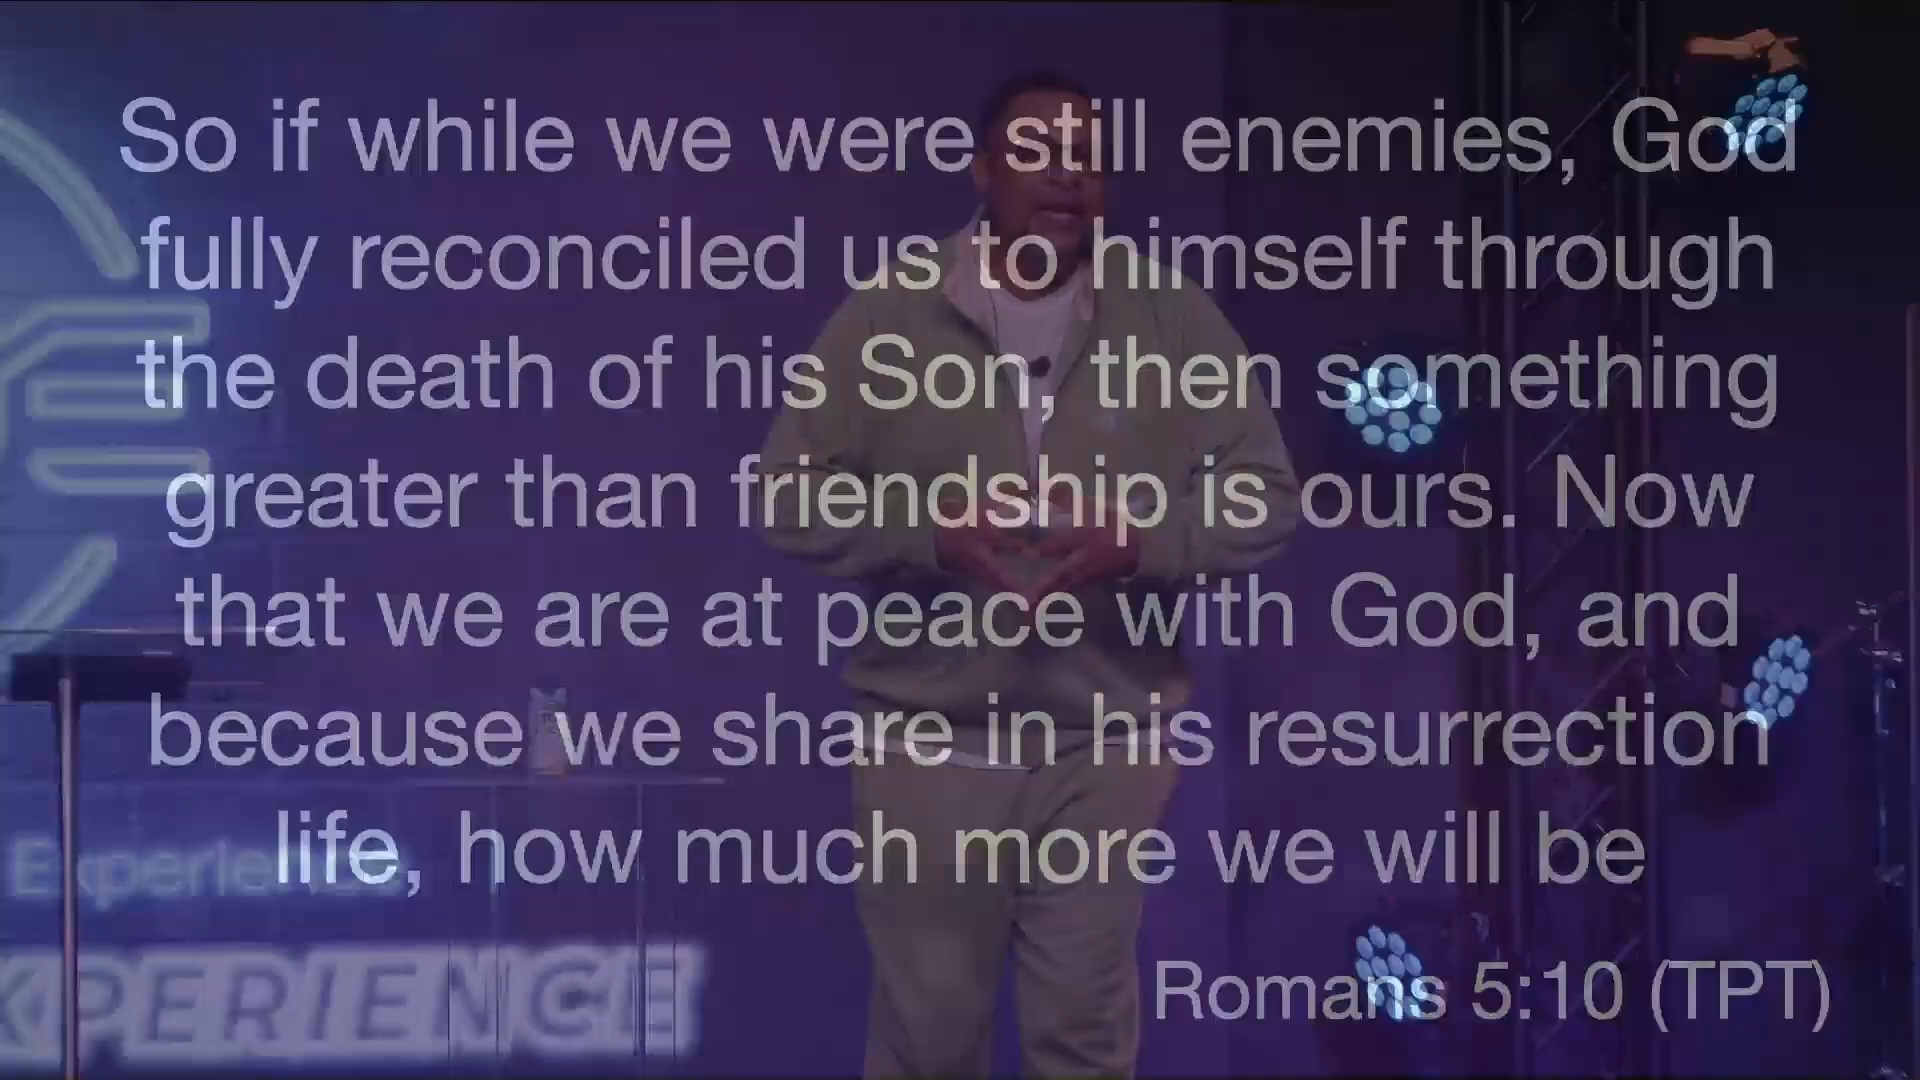 So if while we were still enemies, God
fully reconciled us to himself through
the death of his Son, then something
greater than friendship is ours. Now
that we are at peace with God, and
because we share in his resurrection
life, how much more we will be
Romans 5:10 (TPT)
Experience
XPERIENCE